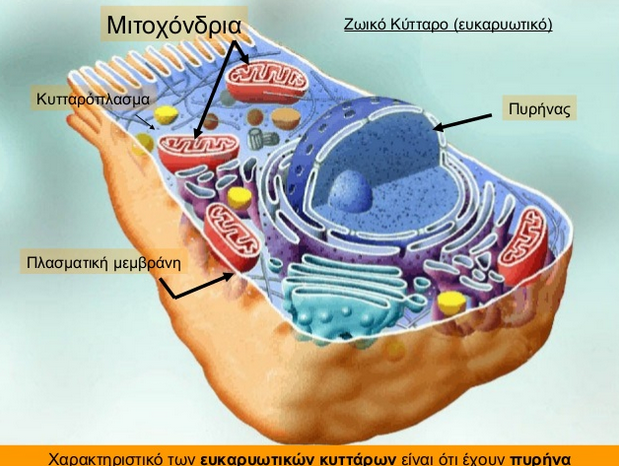 Μιτοχόνδρια
Ζωικό Κύτταρο (ευκαρυωτικό)
Κυτταρόπλασμα
Πυρήνας
Πλασματική μεμβράνη
Χαρακτηριστικό των ευκαρυωτικών κυττάρων είναι ότι έχουν πυρήνα